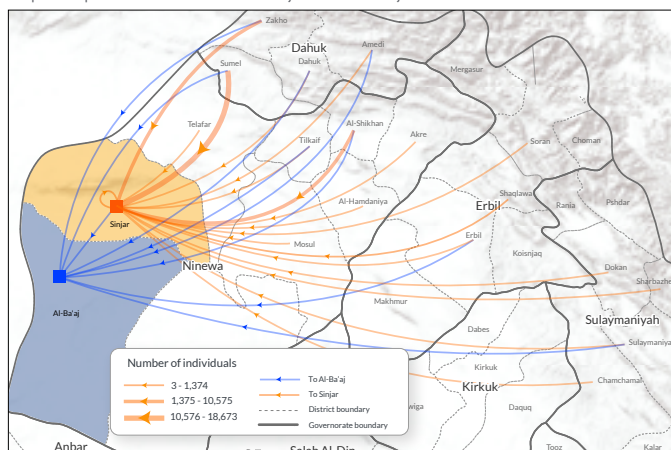 Zakho
Dahuk
Amedi
Sumel
Dahuk
Mergasur
Telafar
Tilkaif
Al-Shikhan
Akre
Soran
Choman
Shaqlawa
Al-Hamdaniya
Erbil
Rania
Pshdar
Sinjar
Erbil
Mosul
Koisnjaq
Ninewa
Dokan
Sharbazher
Makhmur
Al-Ba'aj
Sulaymaniyah
Dabes
Sulaymaniya
Number of individuals
Kirkuk
3 - 1,374
To Al-Ba'aj
Kirkuk
Chamchamal
1,375 - 10,575
To Sinjar
10,576 - 18,673
District boundary
Daquq
Governorate boundary
Anbar
Tooz
Kalar